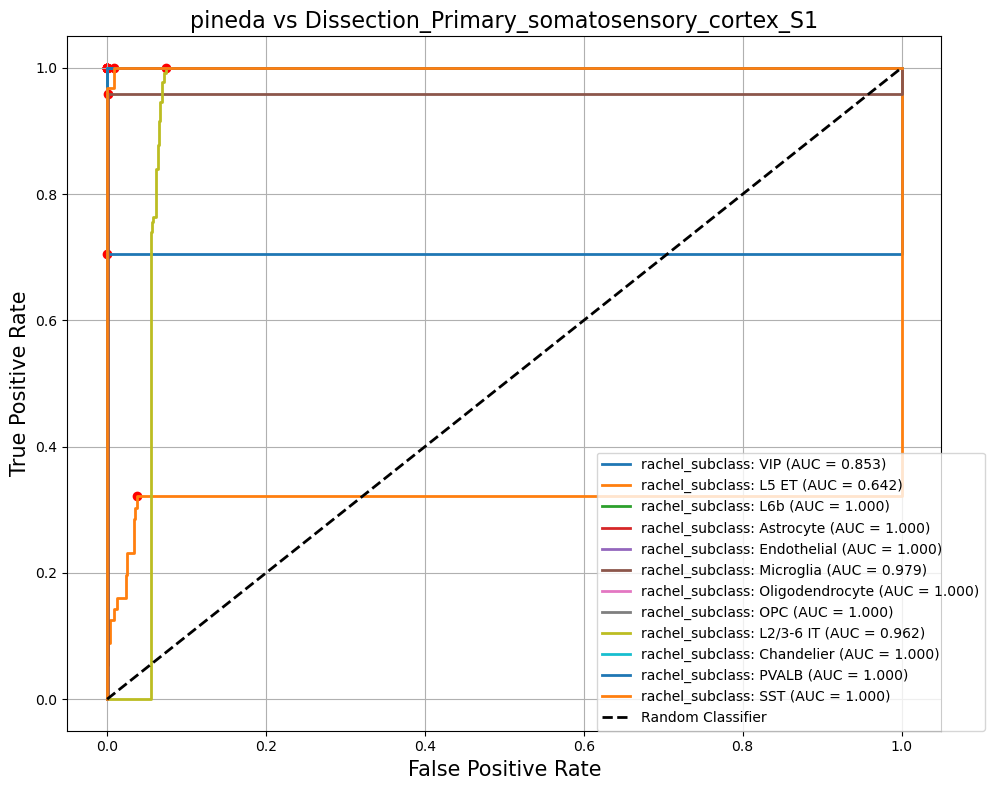 pineda vs Dissection_Primary_somatosensory_cortex_S1
True Positive Rate
1.0
0.8
0.6
0.4
0.2
0.0
rachel_subclass: VIP (AUC = 0.853)
rachel_subclass: L5 ET (AUC = 0.642)
rachel_subclass: L6b (AUC = 1.000)
rachel_subclass: Astrocyte (AUC = 1.000)
rachel_subclass: Endothelial (AUC = 1.000)
rachel_subclass: Microglia (AUC = 0.979)
rachel_subclass: Oligodendrocyte (AUC = 1.000)
rachel_subclass: OPC (AUC = 1.000)
rachel_subclass: L2/3-6 IT (AUC = 0.962)
rachel_subclass: Chandelier (AUC = 1.000)
rachel_subclass: PVALB (AUC = 1.000)
rachel_subclass: SST (AUC = 1.000)
Random Classifier
0.0 0.2 0.4 0.6 0.8 1.0
False Positive Rate